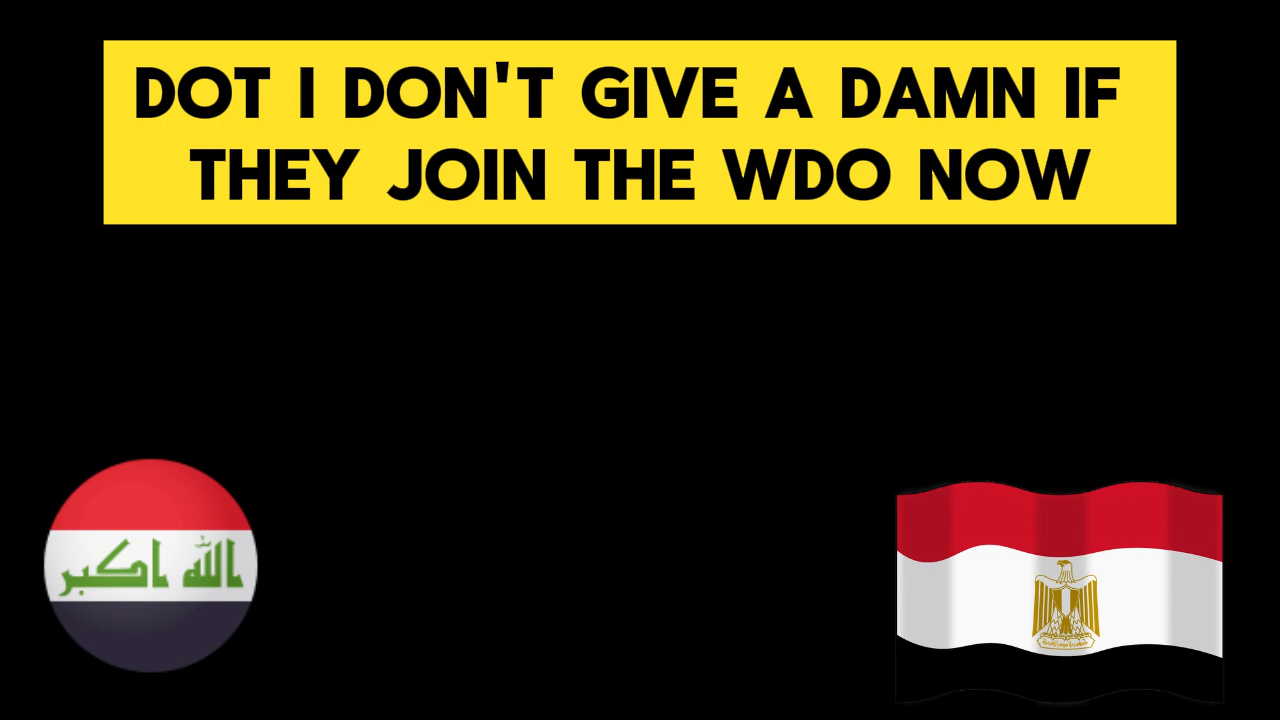 DOT I DON'T GIVE A DAMN IF
THEY JOIN THE WDO NOW
الله اكبر